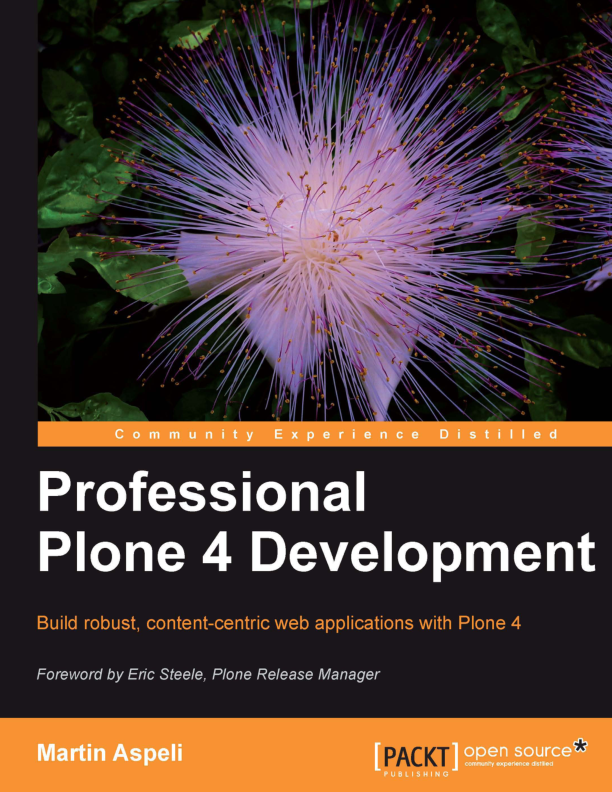 Community Experience Distilled
Professional
Plone 4 Development
Build robust, content-centric web applications with Plone 4
Foreword by Eric Steele, Plone Release Manager
Martin Aspeli
[PACKT] open source*
PUBLISHING community experience distilled